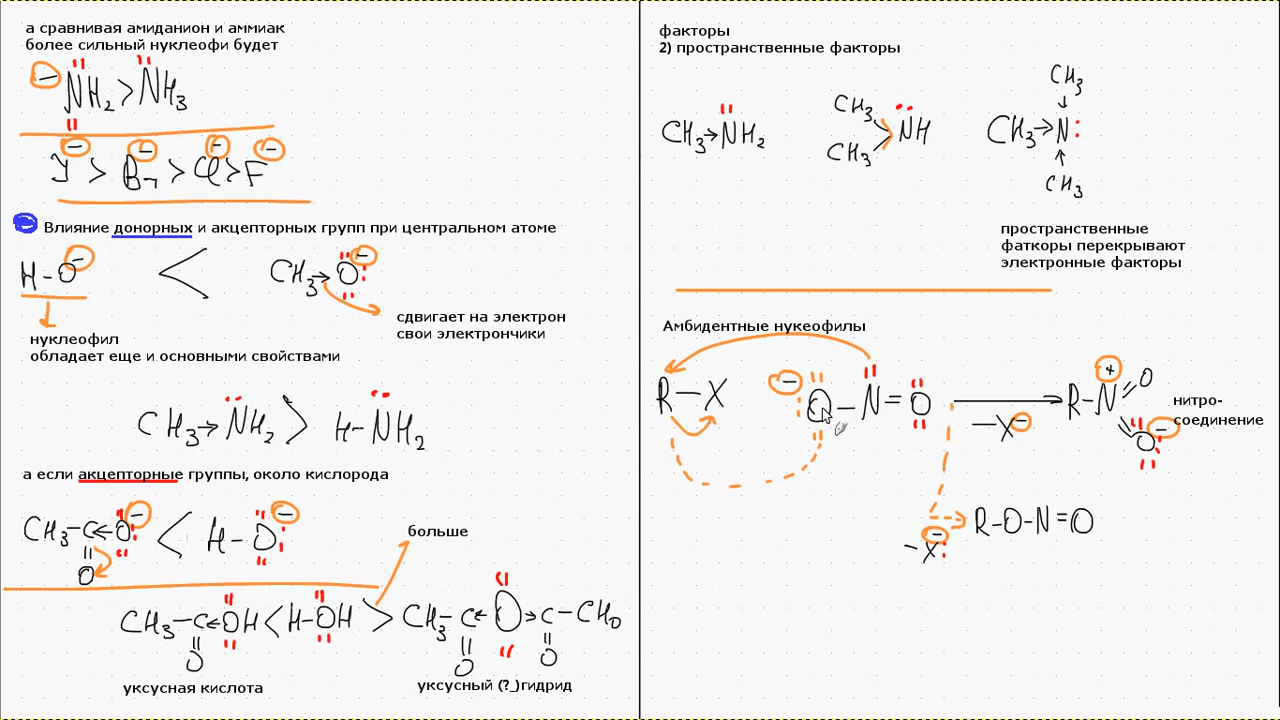 а сравнивая амиданион и аммиак
более сильный нуклеофи будет
NH2 > NH3
J > Br > Cl > F
Влияние донорных и акцепторных групп при центральном атоме
H-O < CH3→O
сдвигает на электрон
свои электрончики
нуклеофил
обладает еще и основными свойствами
CH3→NH2 > H-NH2
а если акцепторные группы, около кислорода
CH3-C←O < H-O
O
больше
CH3-C←OH < H-OH > CH3-C←O→C-CH
O O O
уксусная кислота
уксусный (?_)гидрид
факторы
2) пространственные факторы
CH3→NH2
CH3
CH3
NH
CH3
CH3→N
CH3
пространственные
фаткоры перекрывают
электронные факторы
Амбидентные нукеофилы
R-X
O-N=O
-X
R-N
O
O
нитро-
соединение
-X
R-O-N=O